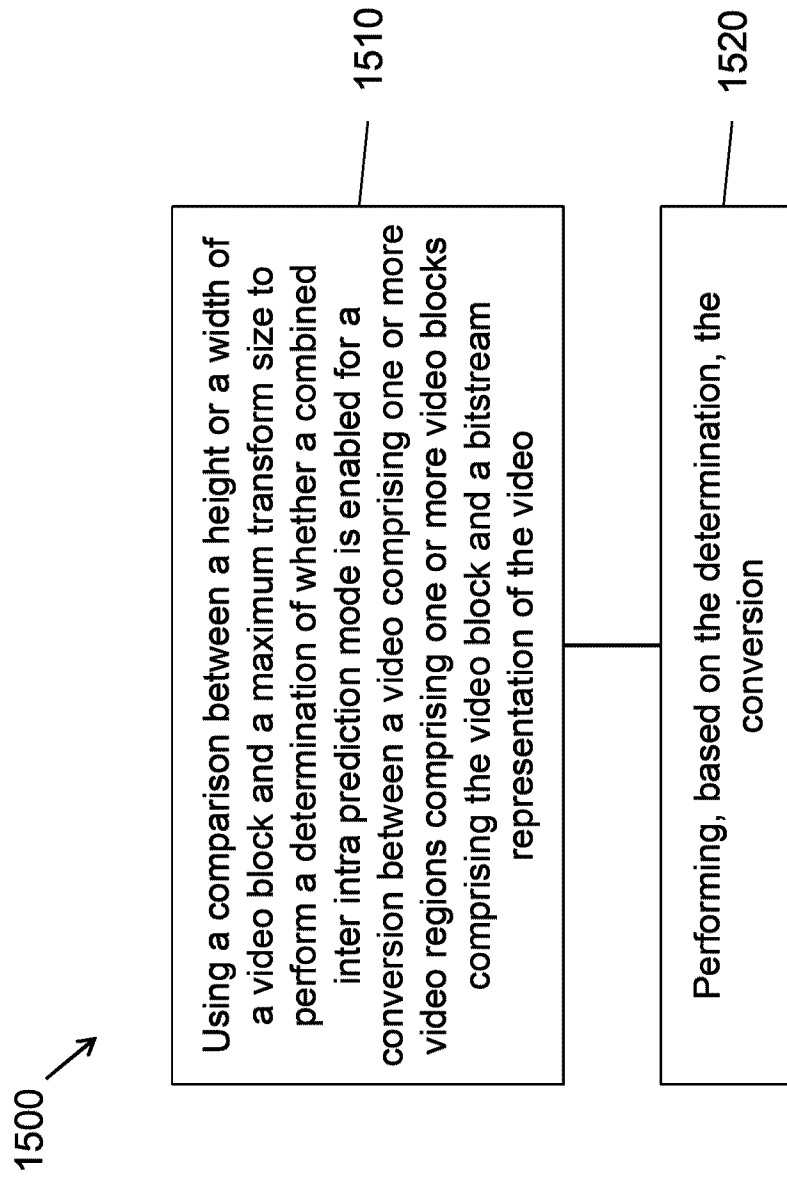 1500
Using a comparison between a height or a width of
a video block and a maximum transform size to
perform a determination of whether a combined
inter intra prediction mode is enabled for a
conversion between a video comprising one or more
video regions comprising one or more video blocks
comprising the video block and a bitstream
representation of the video
1510
Performing, based on the determination, the
conversion
1520